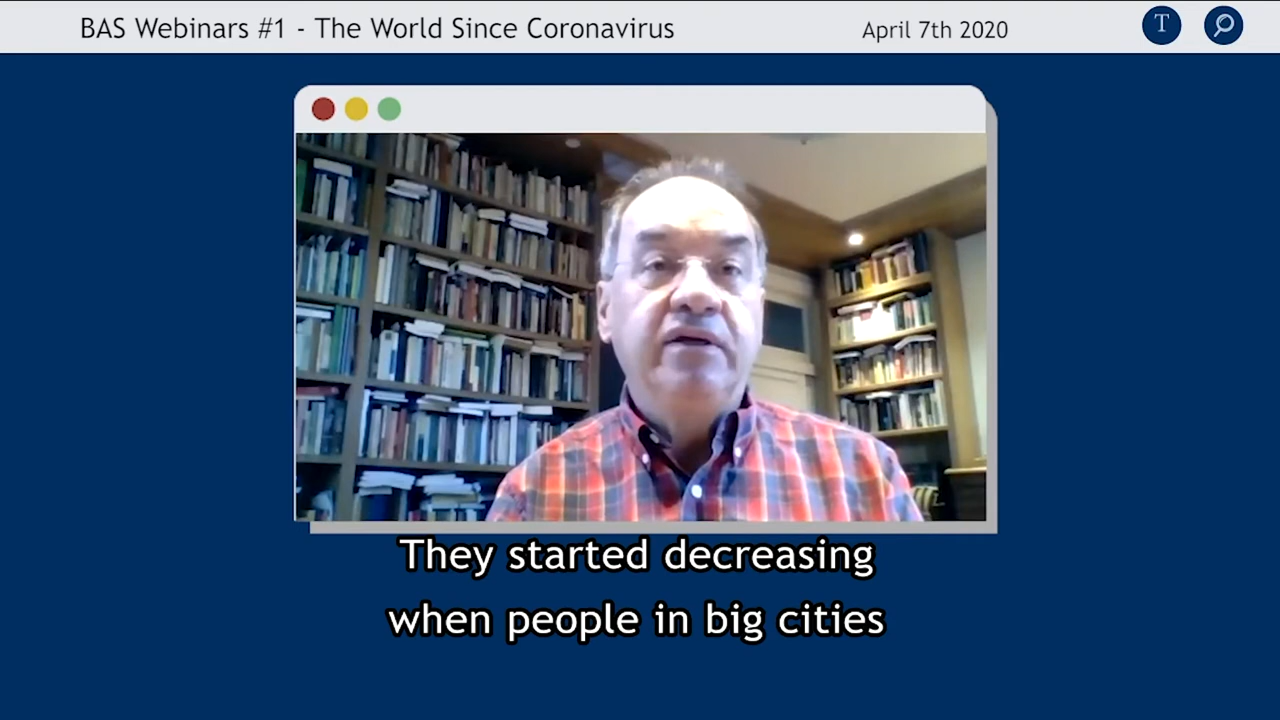 BAS Webinars #1 - The World Since Coronavirus
April 7th 2020
T
They started decreasing
when people in big cities